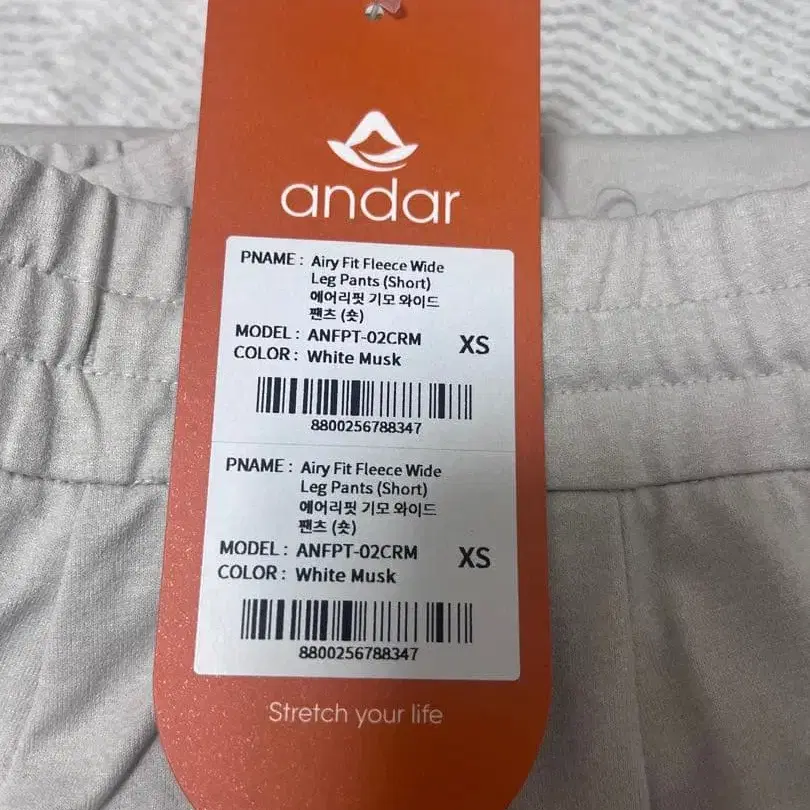 andar
PNAME : Airy Fit Fleece Wide
Leg Pants (Short)
에어리핏 기모 와이드
팬츠 (숏)
MODEL : ANFPT-02CRM XS
COLOR : White Musk
8800256788347
PNAME : Airy Fit Fleece Wide
Leg Pants (Short)
에어리핏 기모 와이드
팬츠 (숏)
MODEL : ANFPT-02CRM XS
COLOR : White Musk
8800256788347
Stretch your life